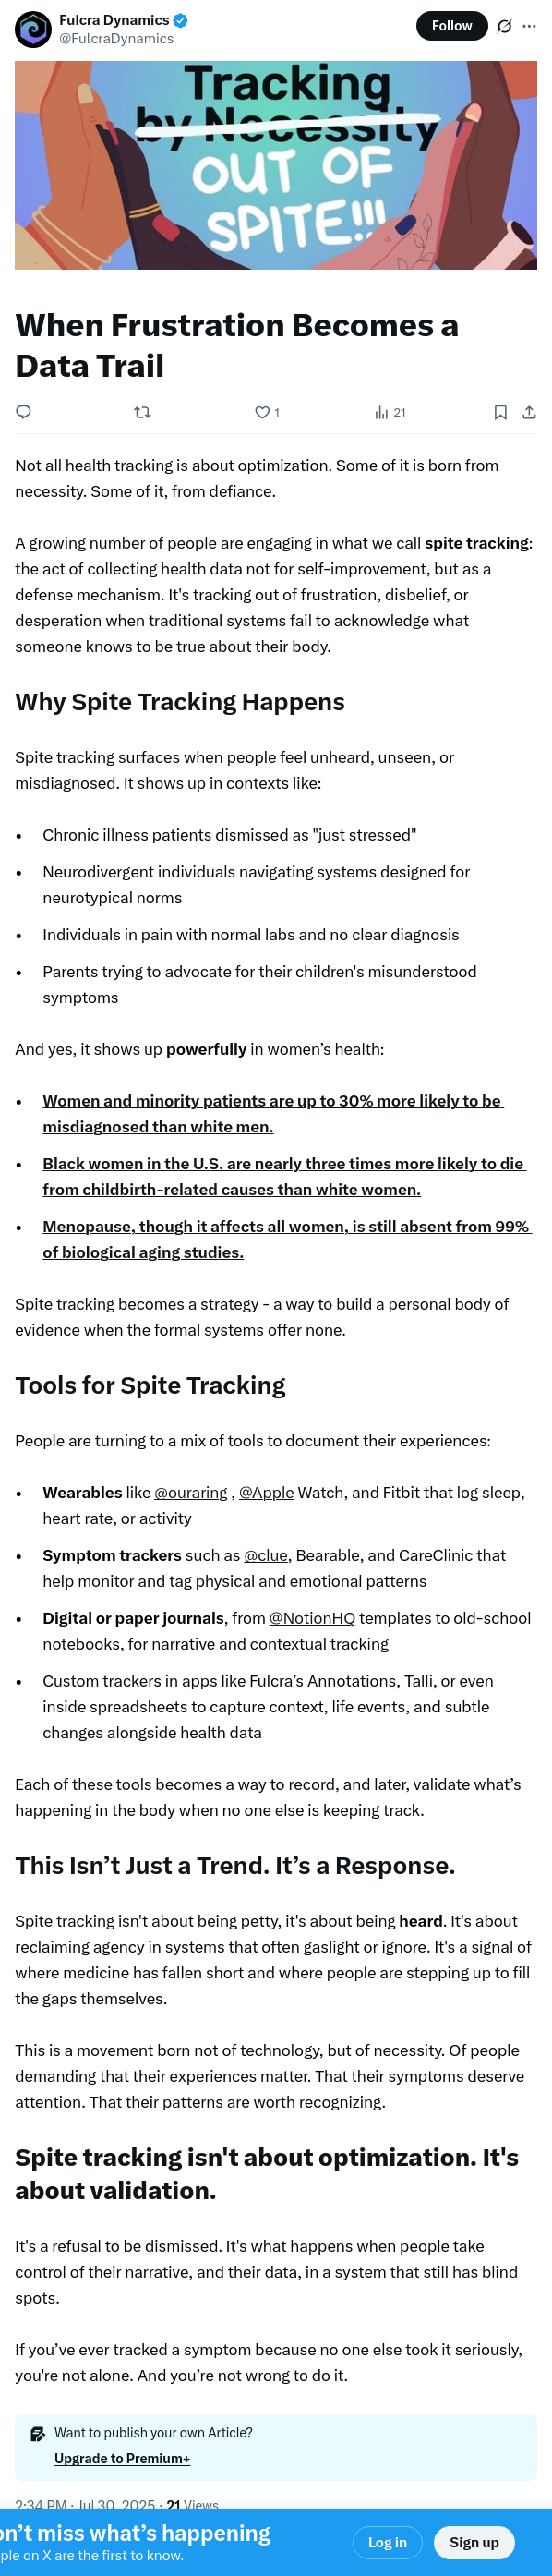 Fulcra Dynamics
@FulcraDynamics
Follow
Tracking
by Necessity
OUT OF
SPITE!!!
When Frustration Becomes a
Data Trail
1
21
Not all health tracking is about optimization. Some of it is born from
necessity. Some of it, from defiance.
A growing number of people are engaging in what we call spite tracking:
the act of collecting health data not for self-improvement, but as a
defense mechanism. It's tracking out of frustration, disbelief, or
desperation when traditional systems fail to acknowledge what
someone knows to be true about their body.
Why Spite Tracking Happens
Spite tracking surfaces when people feel unheard, unseen, or
misdiagnosed. It shows up in contexts like:
• Chronic illness patients dismissed as "just stressed"
• Neurodivergent individuals navigating systems designed for
neurotypical norms
• Individuals in pain with normal labs and no clear diagnosis
• Parents trying to advocate for their children's misunderstood
symptoms
And yes, it shows up powerfully in women’s health:
• Women and minority patients are up to 30% more likely to be
misdiagnosed than white men.
• Black women in the U.S. are nearly three times more likely to die
from childbirth-related causes than white women.
• Menopause, though it affects all women, is still absent from 99%
of biological aging studies.
Spite tracking becomes a strategy - a way to build a personal body of
evidence when the formal systems offer none.
Tools for Spite Tracking
People are turning to a mix of tools to document their experiences:
• Wearables like @ouraring , @Apple Watch, and Fitbit that log sleep,
heart rate, or activity
• Symptom trackers such as @clue, Bearable, and CareClinic that
help monitor and tag physical and emotional patterns
• Digital or paper journals, from @NotionHQ templates to old-school
notebooks, for narrative and contextual tracking
• Custom trackers in apps like Fulcra’s Annotations, Talli, or even
inside spreadsheets to capture context, life events, and subtle
changes alongside health data
Each of these tools becomes a way to record, and later, validate what’s
happening in the body when no one else is keeping track.
This Isn’t Just a Trend. It’s a Response.
Spite tracking isn't about being petty, it's about being heard. It's about
reclaiming agency in systems that often gaslight or ignore. It's a signal of
where medicine has fallen short and where people are stepping up to fill
the gaps themselves.
This is a movement born not of technology, but of necessity. Of people
demanding that their experiences matter. That their symptoms deserve
attention. That their patterns are worth recognizing.
Spite tracking isn't about optimization. It's
about validation.
It's a refusal to be dismissed. It's what happens when people take
control of their narrative, and their data, in a system that still has blind
spots.
If you’ve ever tracked a symptom because no one else took it seriously,
you're not alone. And you’re not wrong to do it.
Want to publish your own Article?
Upgrade to Premium+
2:34 PM · Jul 30, 2025 · 21 Views
on’t miss what’s happening
ple on X are the first to know.
Log in
Sign up